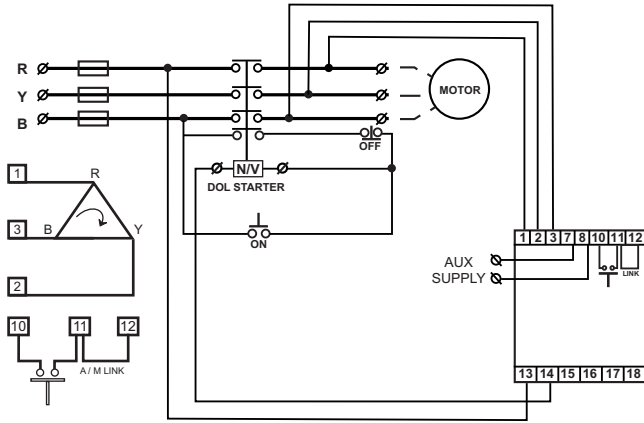 R
Y
B
MOTOR
OFF
N/V
DOL STARTER
ON
1
R
3
B
Y
2
10
11
12
A / M LINK
AUX
SUPPLY
1 2 3 7 8 10 11 12
LINK
13 14 15 16 17 18